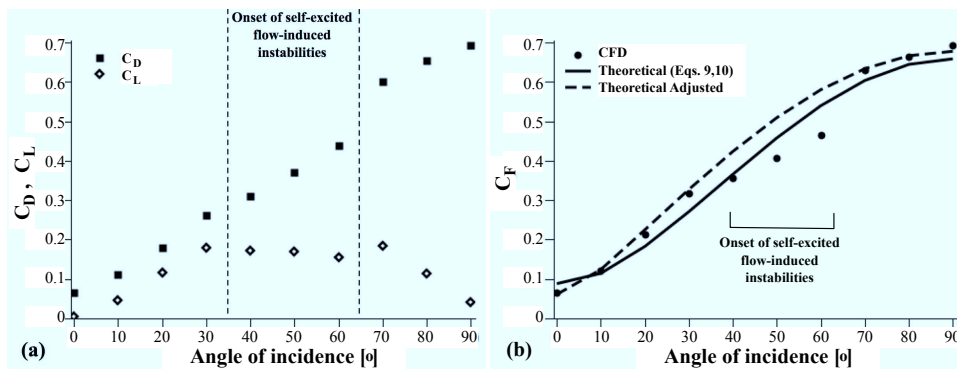 Onset of self-excited
flow-induced
instabilities
0.7
0.6
0.5
0.4
0.3
0.2
0.1
0
C_D
C_L
C_D , C_L
0 10 20 30 40 50 60 70 80 90
(a)
Angle of incidence [o]
0.7
0.6
0.5
0.4
0.3
0.2
0.1
0
CFD
Theoretical (Eqs. 9,10)
Theoretical Adjusted
C_F
Onset of self-excited
flow-induced
instabilities
0 10 20 30 40 50 60 70 80 90
(b)
Angle of incidence [o]